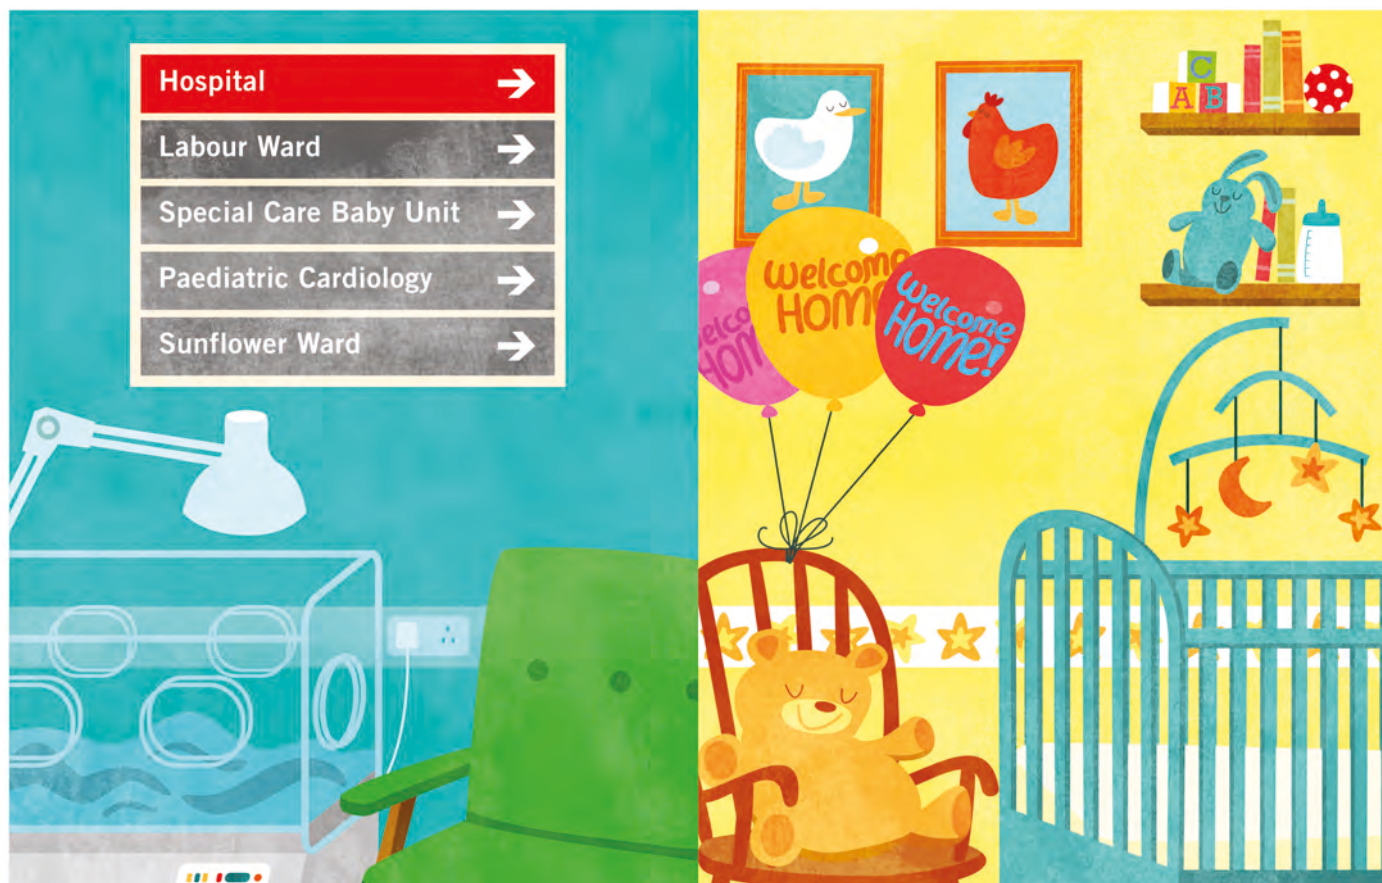 Hospital
Labour Ward
Special Care Baby Unit
Paediatric Cardiology
Sunflower Ward
C
A B
welcome
HOME
welcome
HOME!